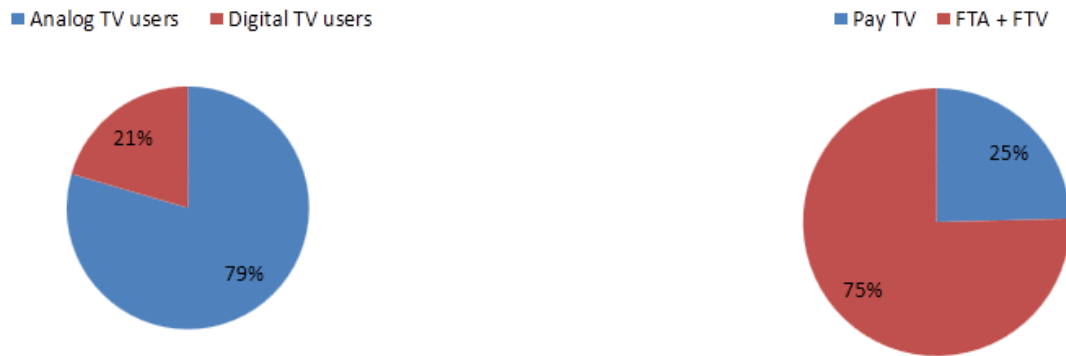 Analog TV users Digital TV users
Pay TV FTA + FTV
21%
79%
25%
75%